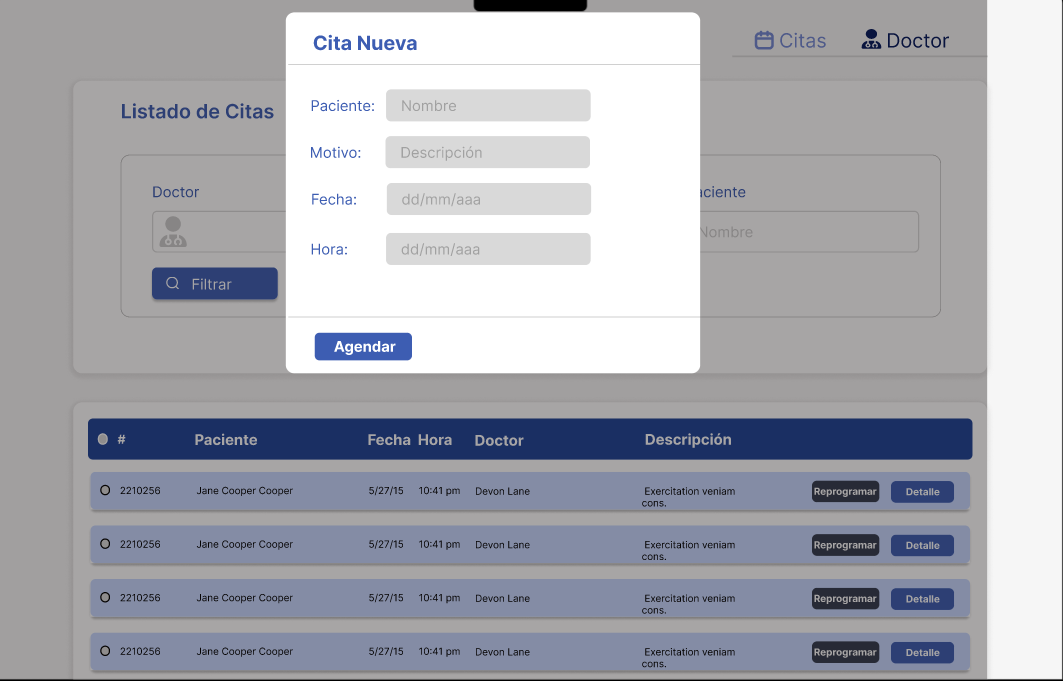 Cita Nueva
Citas
Doctor
Listado de Citas
Paciente: Nombre
Motivo: Descripción
Fecha: dd/mm/aaa
Hora: dd/mm/aaa
Doctor
aciente
Nombre
Filtrar
Agendar
# Paciente Fecha Hora Doctor Descripción
2210256 Jane Cooper Cooper 5/27/15 10:41 pm Devon Lane Exercitation veniam Reprogramar Detalle
cons.
2210256 Jane Cooper Cooper 5/27/15 10:41 pm Devon Lane Exercitation veniam Reprogramar Detalle
cons.
2210256 Jane Cooper Cooper 5/27/15 10:41 pm Devon Lane Exercitation veniam Reprogramar Detalle
cons.
2210256 Jane Cooper Cooper 5/27/15 10:41 pm Devon Lane Exercitation veniam Reprogramar Detalle
cons.